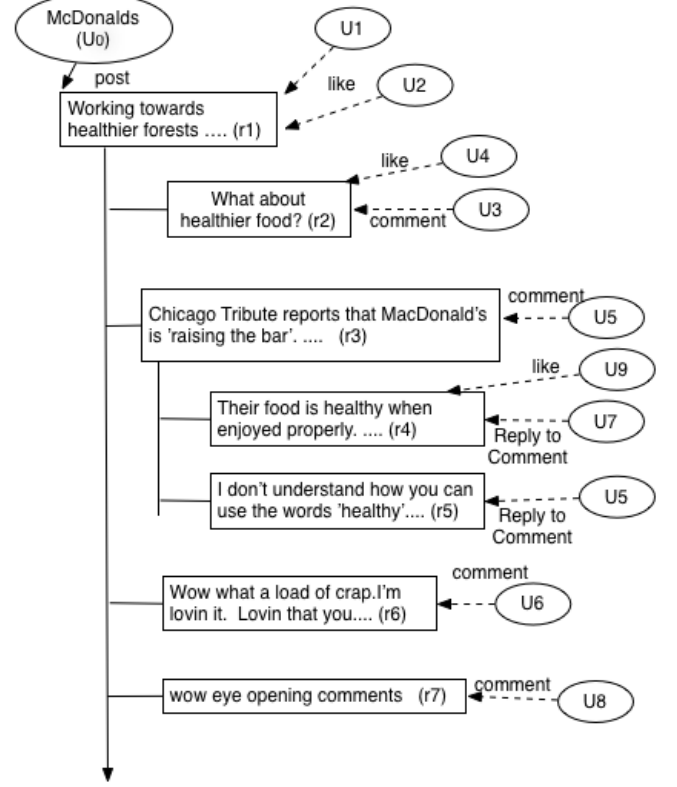 McDonalds
(U0)
post
U1
like
U2
Working towards
healthier forests .... (r1)
like
U4
What about
healthier food? (r2)
comment
U3
comment
Chicago Tribute reports that MacDonald's
is 'raising the bar'. .... (r3)
U5
like
U9
Their food is healthy when
enjoyed properly. .... (r4)
U7
Reply to
Comment
I don't understand how you can
use the words 'healthy'.... (r5)
U5
Reply to
Comment
comment
Wow what a load of crap.I'm
lovin it. Lovin that you.... (r6)
U6
wow eye opening comments (r7)
comment
U8